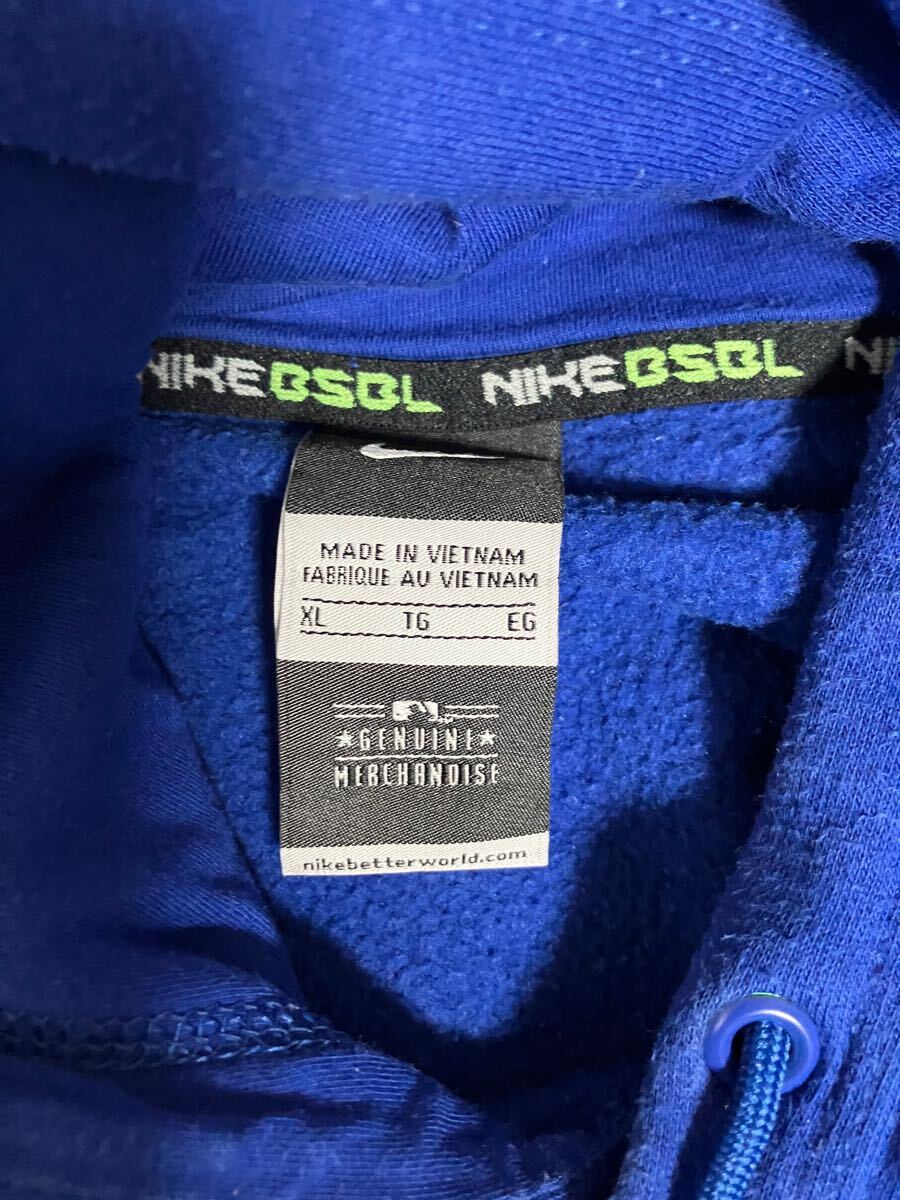 NIKEBSBL NIKEBSBL N
MADE IN VIETNAM
FABRIQUE AU VIETNAM
XL TG EG
GENUINE
MERCHANDISE
nikebetterworld.com